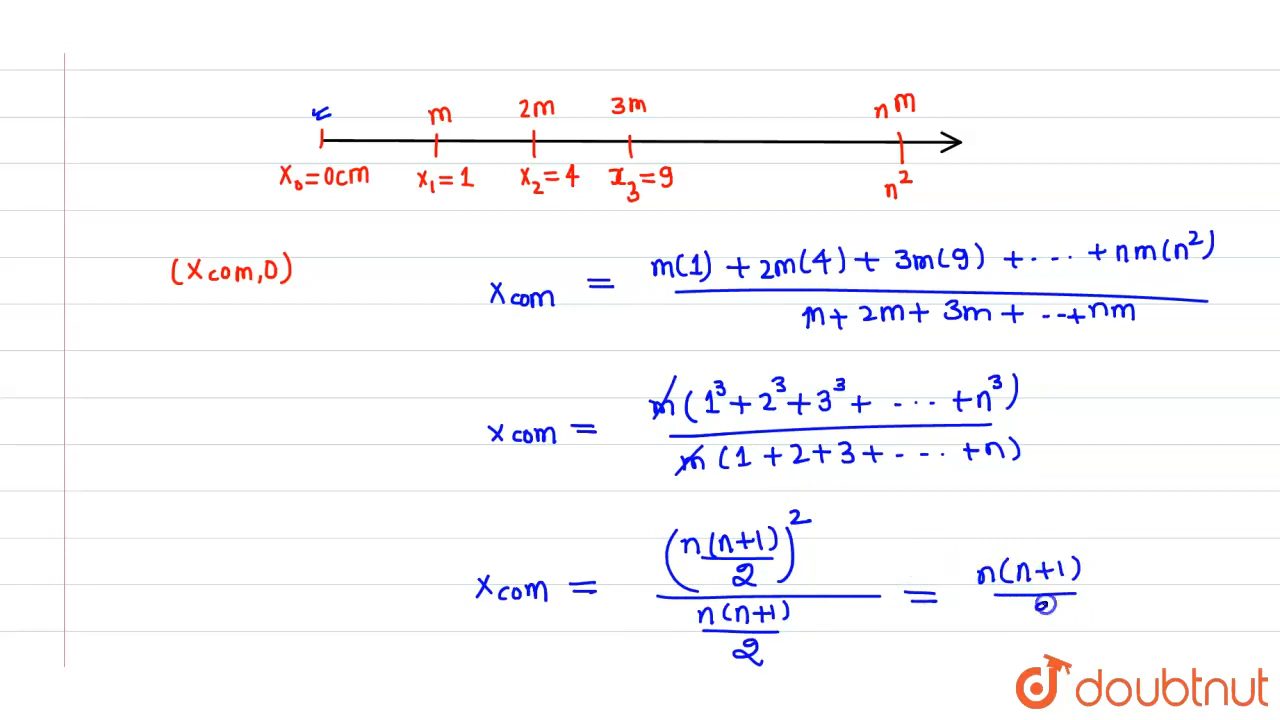 m 2m 3m nm
x₀=0cm x₁=1 x₂=4 x₃=9 n²
(xcom,0)
xcom = m(1) + 2m(4) + 3m(9) + ... + nm(n²)
m + 2m + 3m + ... + nm
xcom = m(1³ + 2³ + 3³ + ... + n³)
m(1 + 2 + 3 + ... + n)
xcom = (n(n+1)/2)² = n(n+1)
n(n+1)/2
doubtnut